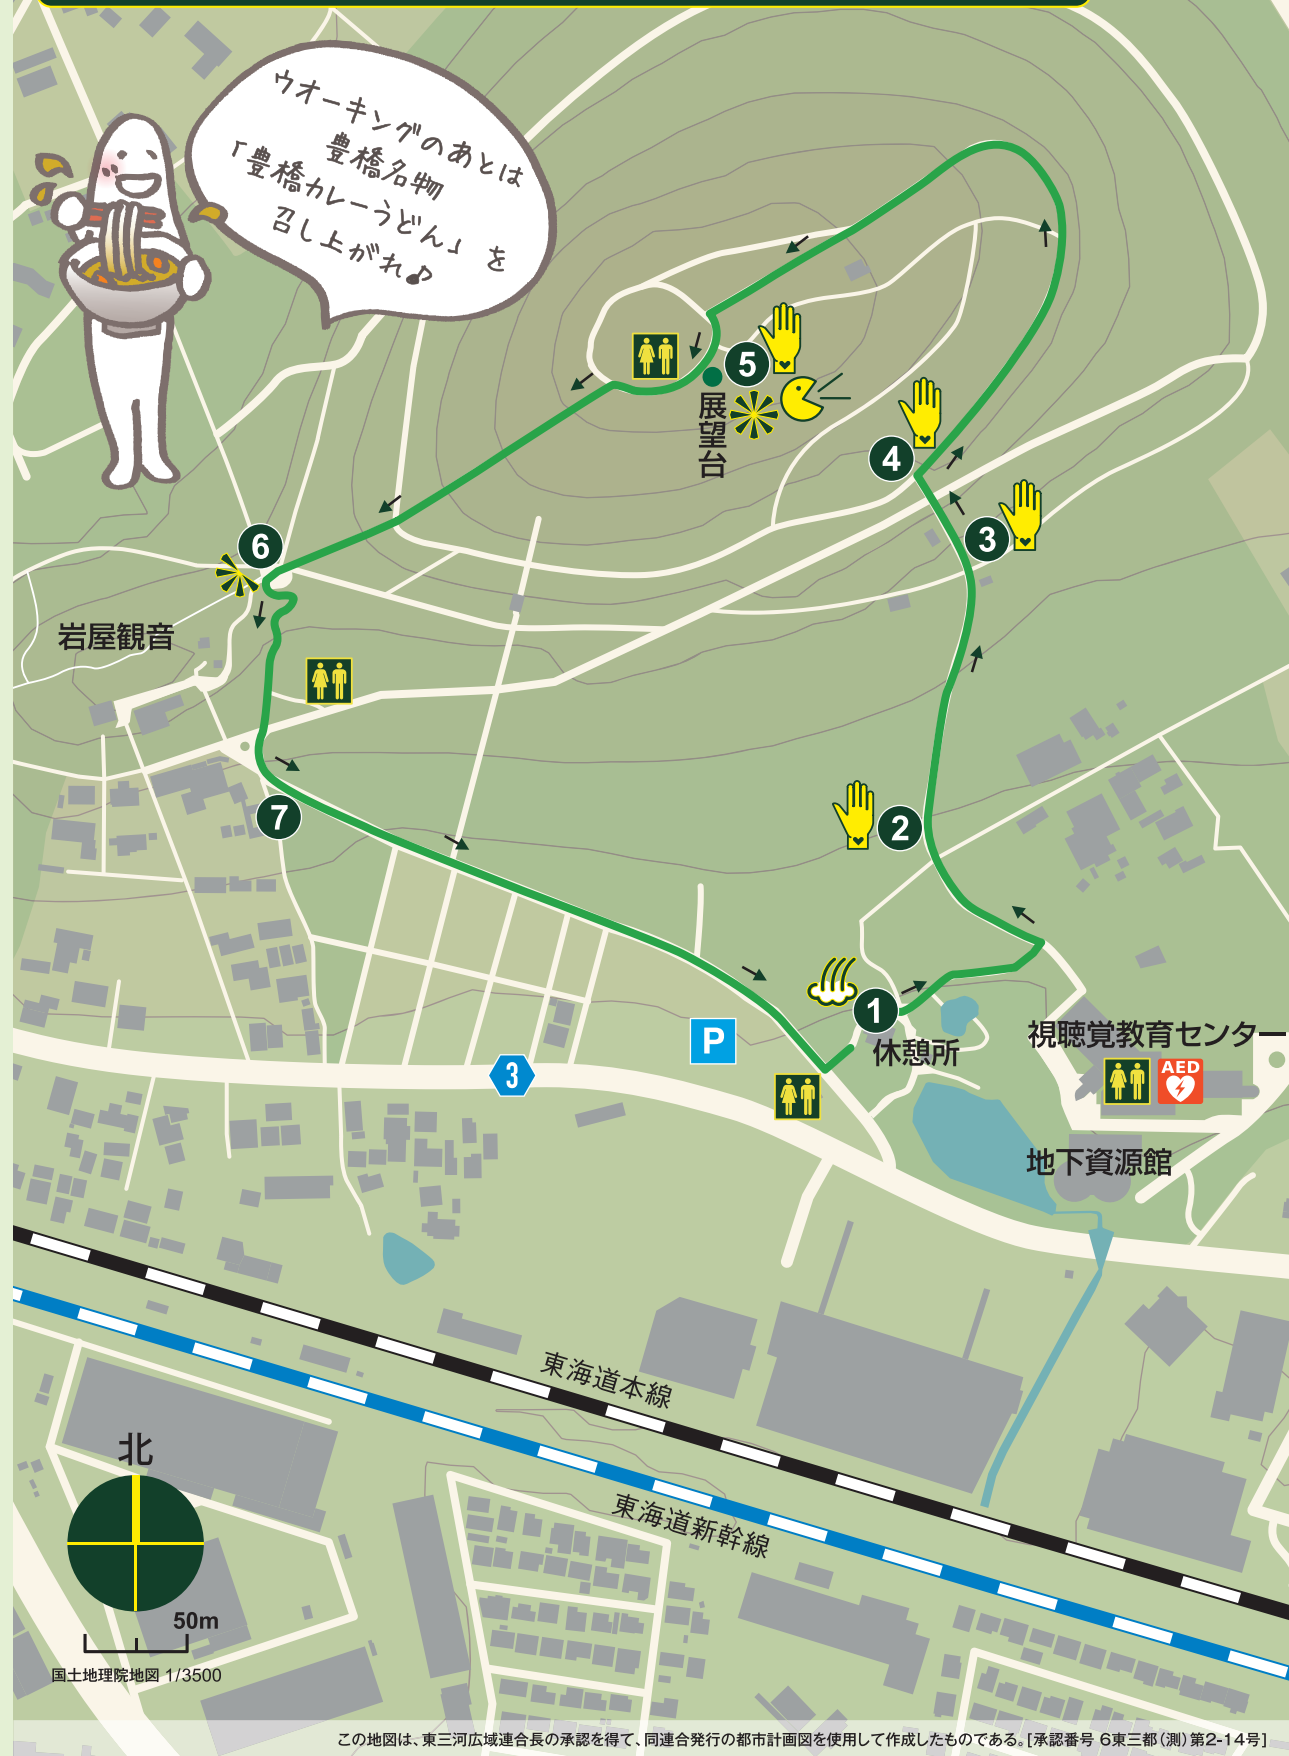 ウオーキングのあとは
豊橋名物
「豊橋カレーうどん」を
召し上がれ♪
5
展望台
4
3
6
岩屋観音
7
2
1
休憩所
視聴覚教育センター
AED
P
3
地下資源館
東海道本線
東海道新幹線
北
50m
国土地理院地図 1/3500
この地図は、東三河広域連合長の承認を得て、同連合発行の都市計画図を使用して作成したものである。[承認番号 6東三都(測)第2-14号]